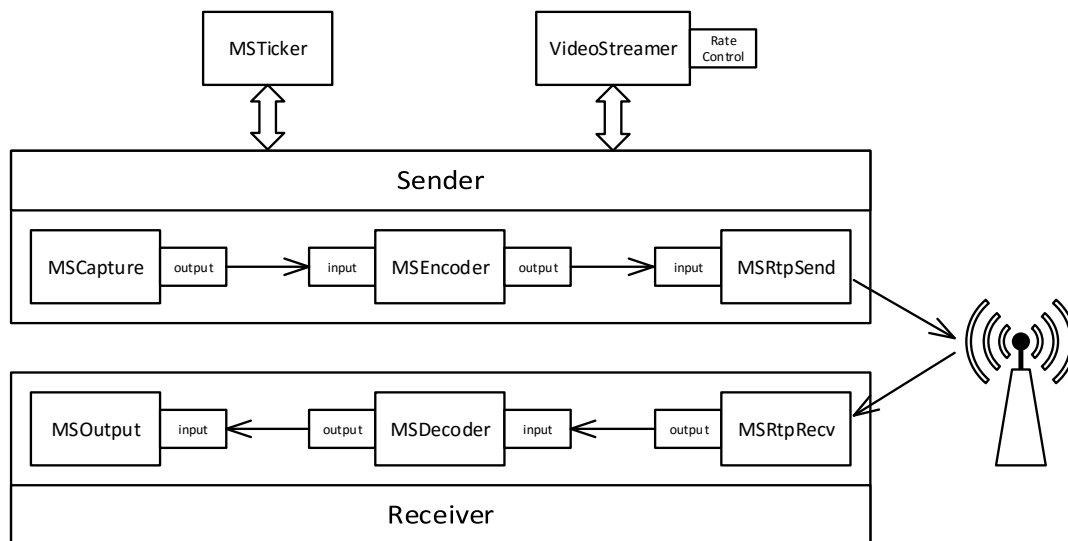 MSTicker
VideoStreamer
Rate
Control
Sender
MSCapture
output
input
MSEncoder
output
input
MSRtpSend
MSOutput
input
output
MSDecoder
input
output
MSRtpRecv
Receiver